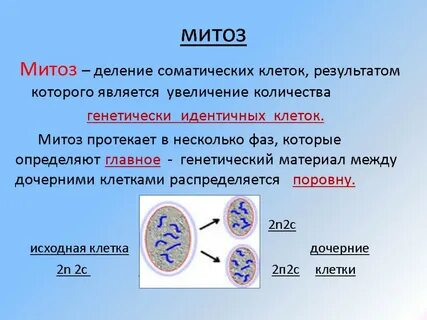 митоз
Митоз – деление соматических клеток, результатом
которого является увеличение количества
генетически идентичных клеток.
Митоз протекает в несколько фаз, которые
определяют главное - генетический материал между
дочерними клетками распределяется поровну.
2n2c
исходная клетка дочерние
2n 2c 2п2с клетки